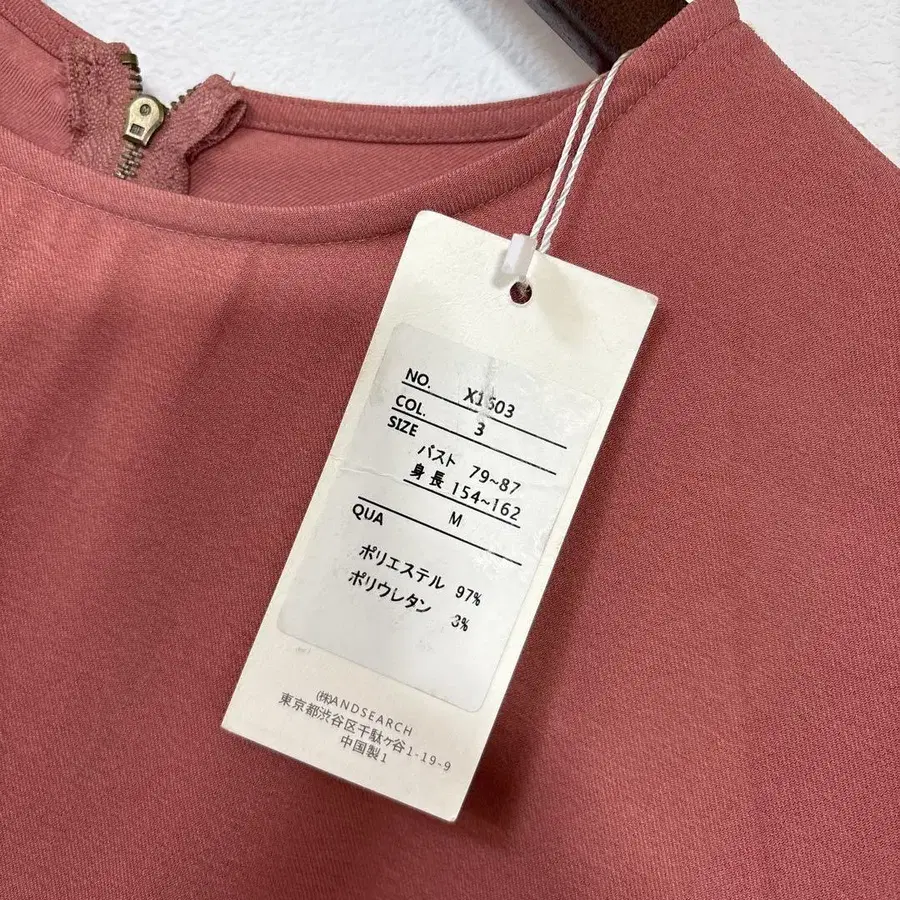 NO. X1603
COL. 3
SIZE
バスト 79~87
身長 154~162
M
QUA
ポリエステル 97%
ポリウレタン 3%
(株)ANDSEARCH
東京都渋谷区千駄ヶ谷1-19-9
中国製1